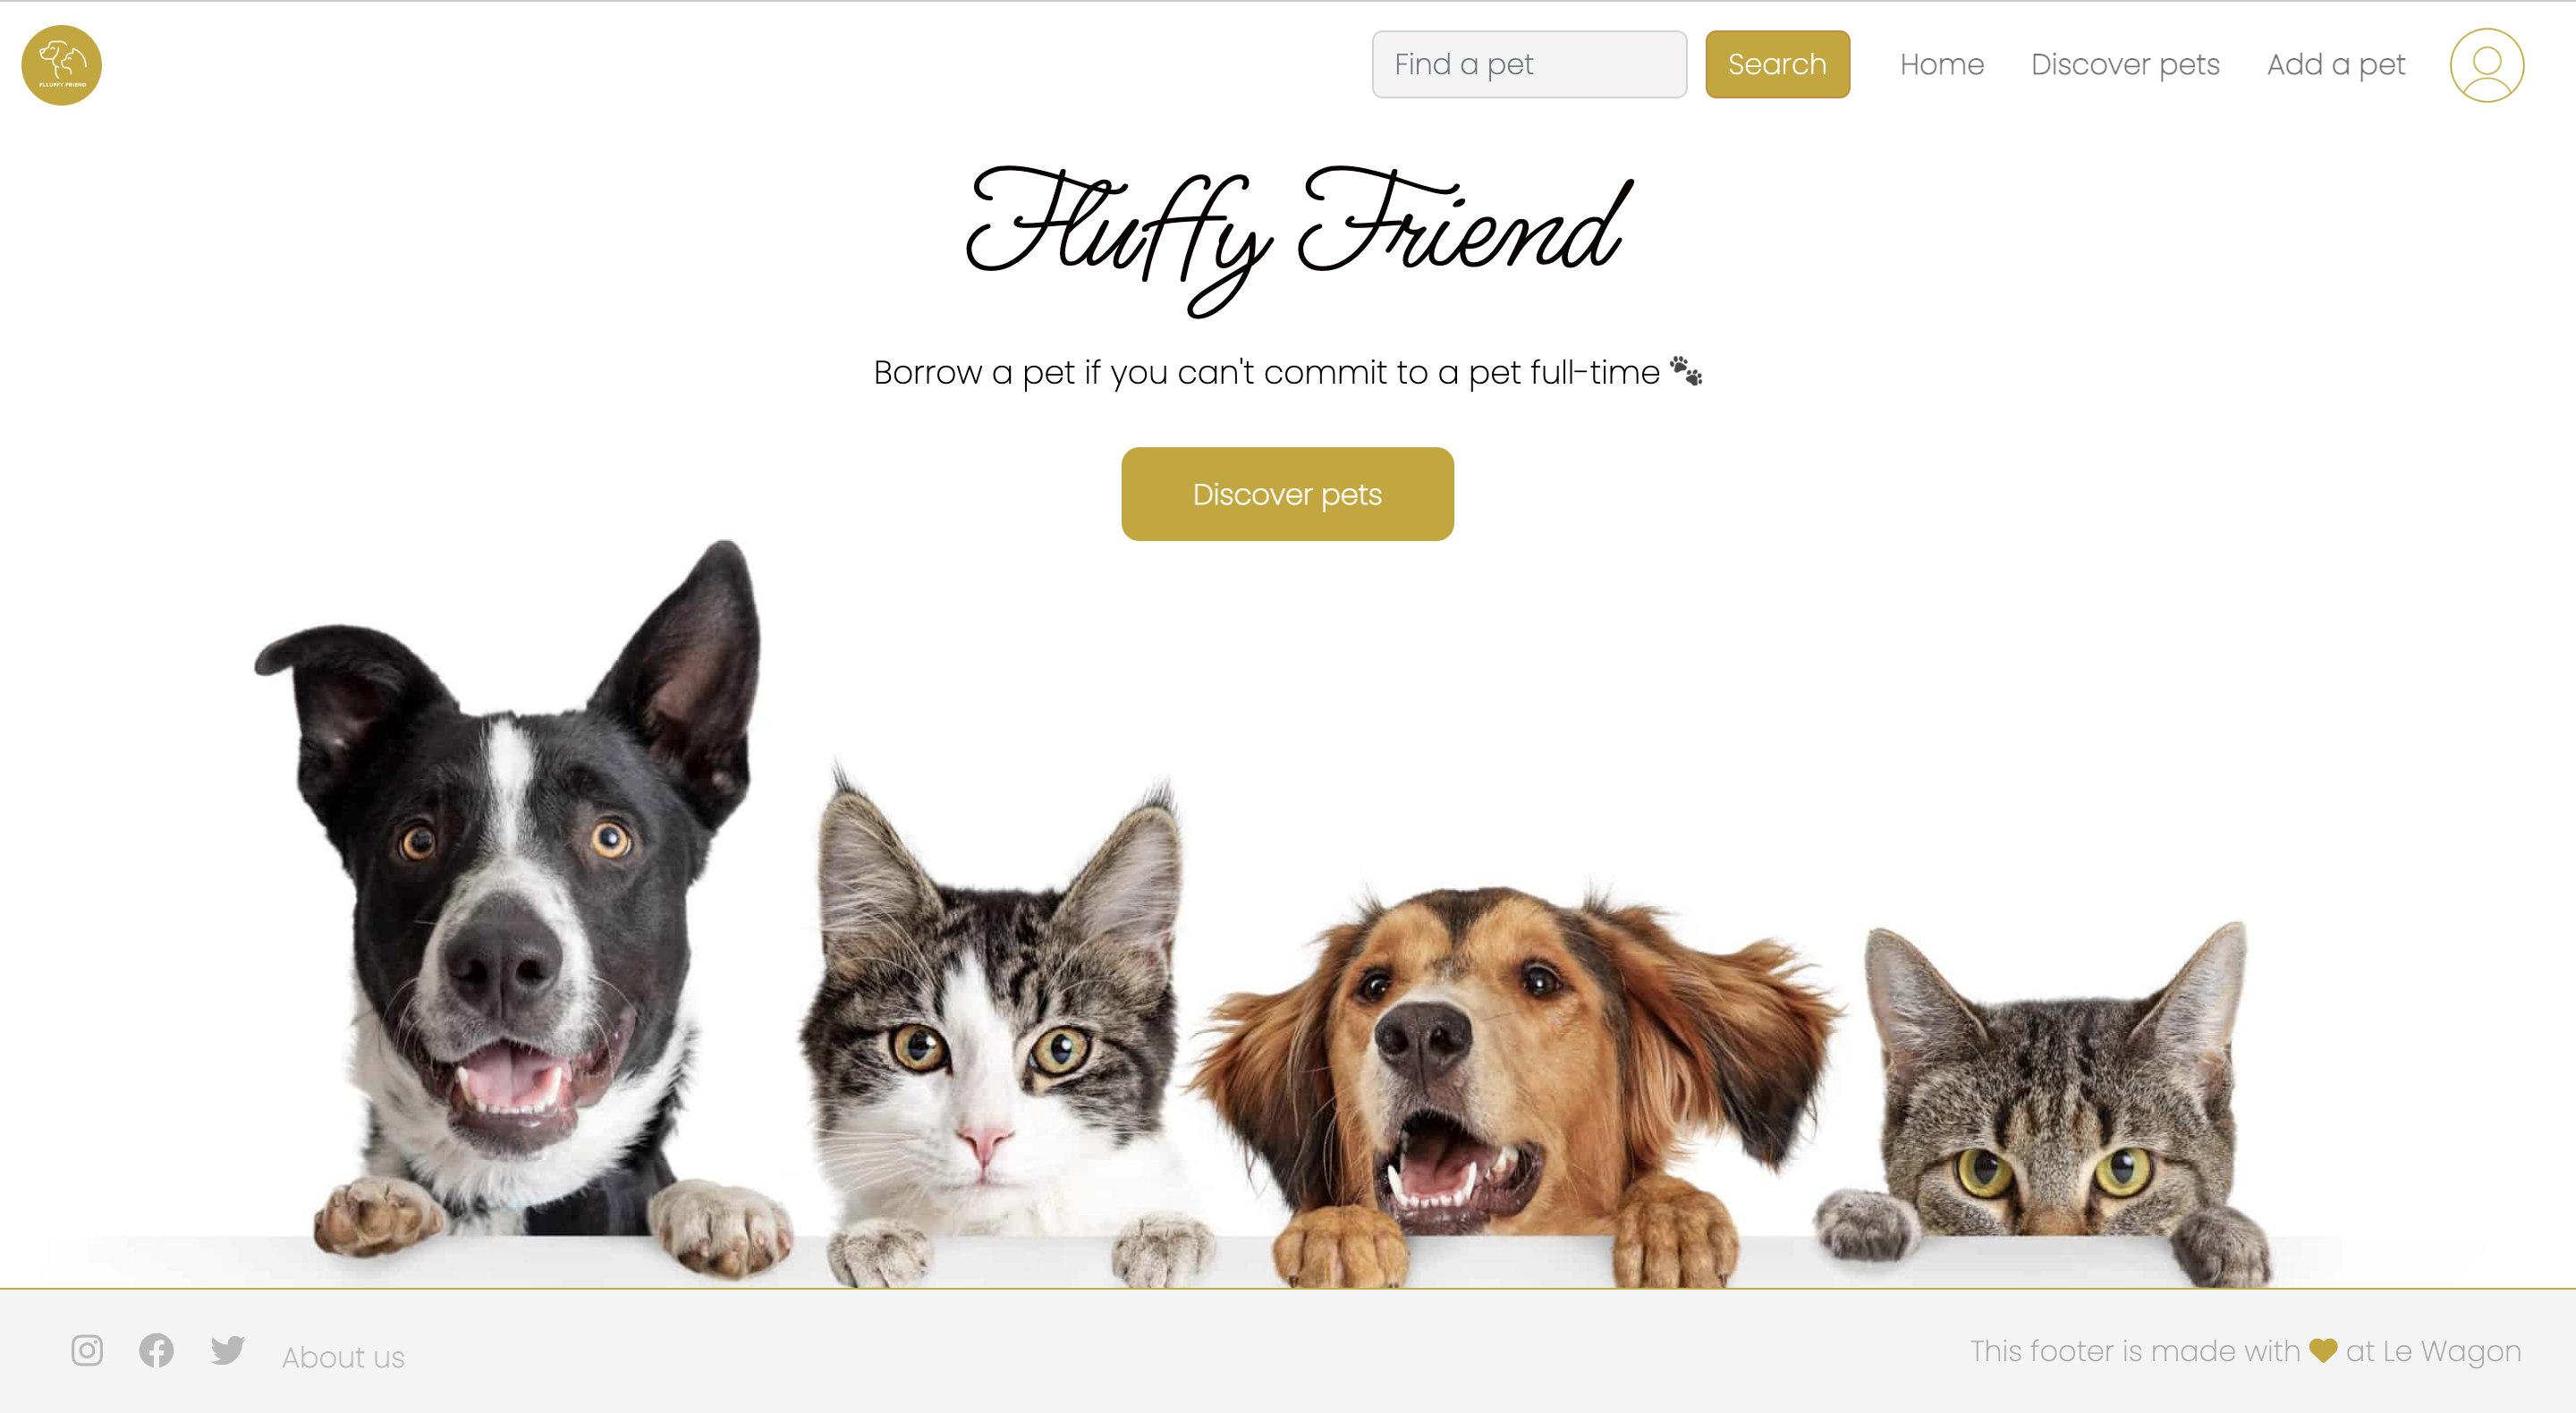 FLLUFFY FRIEND
Find a pet
Search
Home
Discover pets
Add a pet
Fluffy Friend
Borrow a pet if you can't commit to a pet full-time
Discover pets
About us
This footer is made with at Le Wagon